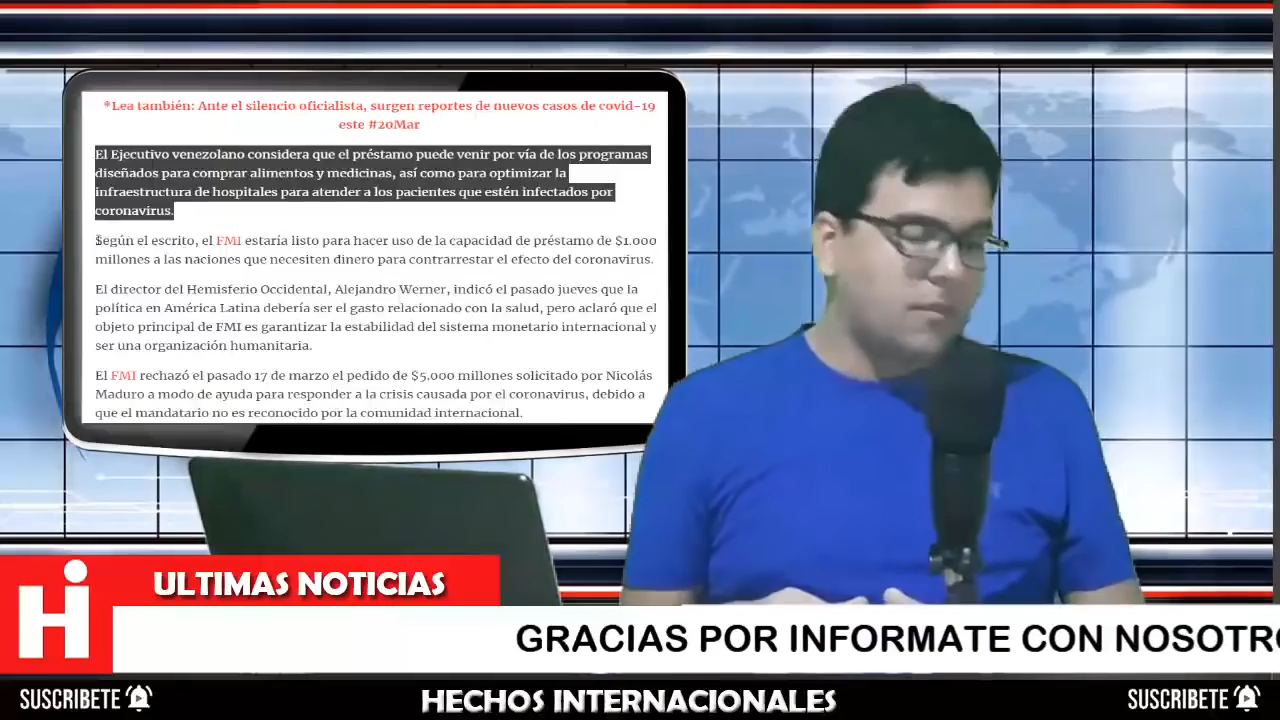 *Lea también: Ante el silencio oficialista, surgen reportes de nuevos casos de covid-19
este #20Mar
El Ejecutivo venezolano considera que el préstamo puede venir por vía de los programas
diseñados para comprar alimentos y medicinas, así como para optimizar la
infraestructura de hospitales para atender a los pacientes que estén infectados por
coronavirus.
Según el escrito, el FMI estaría listo para hacer uso de la capacidad de préstamo de $1.000
millones a las naciones que necesiten dinero para contrarrestar el efecto del coronavirus.
El director del Hemisferio Occidental, Alejandro Werner, indicó el pasado jueves que la
política en América Latina debería ser el gasto relacionado con la salud, pero aclaró que el
objeto principal de FMI es garantizar la estabilidad del sistema monetario internacional y
ser una organización humanitaria.
El FMI rechazó el pasado 17 de marzo el pedido de $5.000 millones solicitado por Nicolás
Maduro a modo de ayuda para responder a la crisis causada por el coronavirus, debido a
que el mandatario no es reconocido por la comunidad internacional.
Hi
ULTIMAS NOTICIAS
GRACIAS POR INFORMATE CON NOSOTRO
SUSCRIBETE
HECHOS INTERNACIONALES
SUSCRIBETE